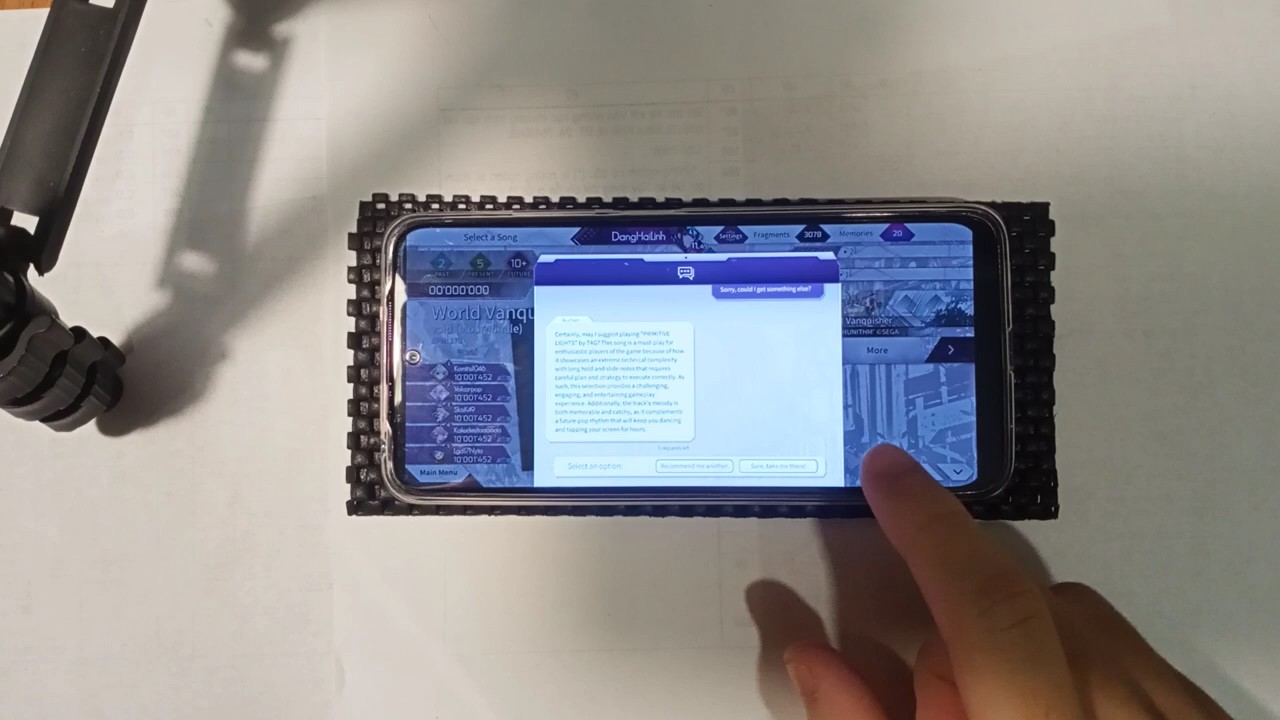 Select a Song
DangHaiLinh
11.4
Settings
Fragments
3078
Memories
20
2
5
10+
PAST
PRESENT
FUTURE
00'000'000
World Vanqu
Sorry, could I get something else?
Certainly, may I suggest playing "PRIMITIVE
LIGHTS" by TAG? This song is a must-play for
enthusiastic players of the game because of how
it showcases an extreme technical complexity
with long hold and slide notes that requires
careful plan and strategy to execute correctly. As
such, this selection provides a challenging,
engaging, and entertaining gameplay
experience. Additionally, the track's melody is
both memorable and catchy, as it complements
a future-pop rhythm that will keep you dancing
and tapping your screen for hours.
Select an option:
Recommend me another.
Sure, take me there!
Vanquisher
©SEGA
More
10'001'452
10'001'452
10'001'452
10'001'452
10'001'452
Main Menu